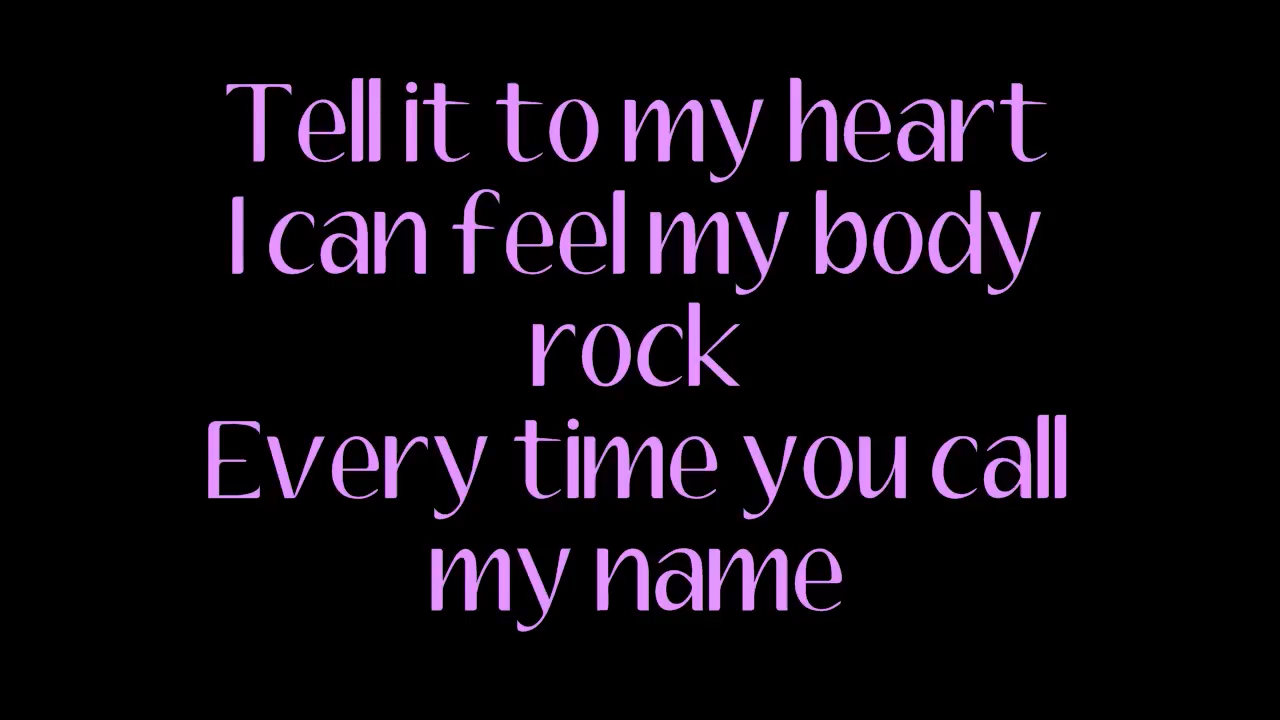 Tell it to my heart
I can feel my body
rock
Every time you call
my name